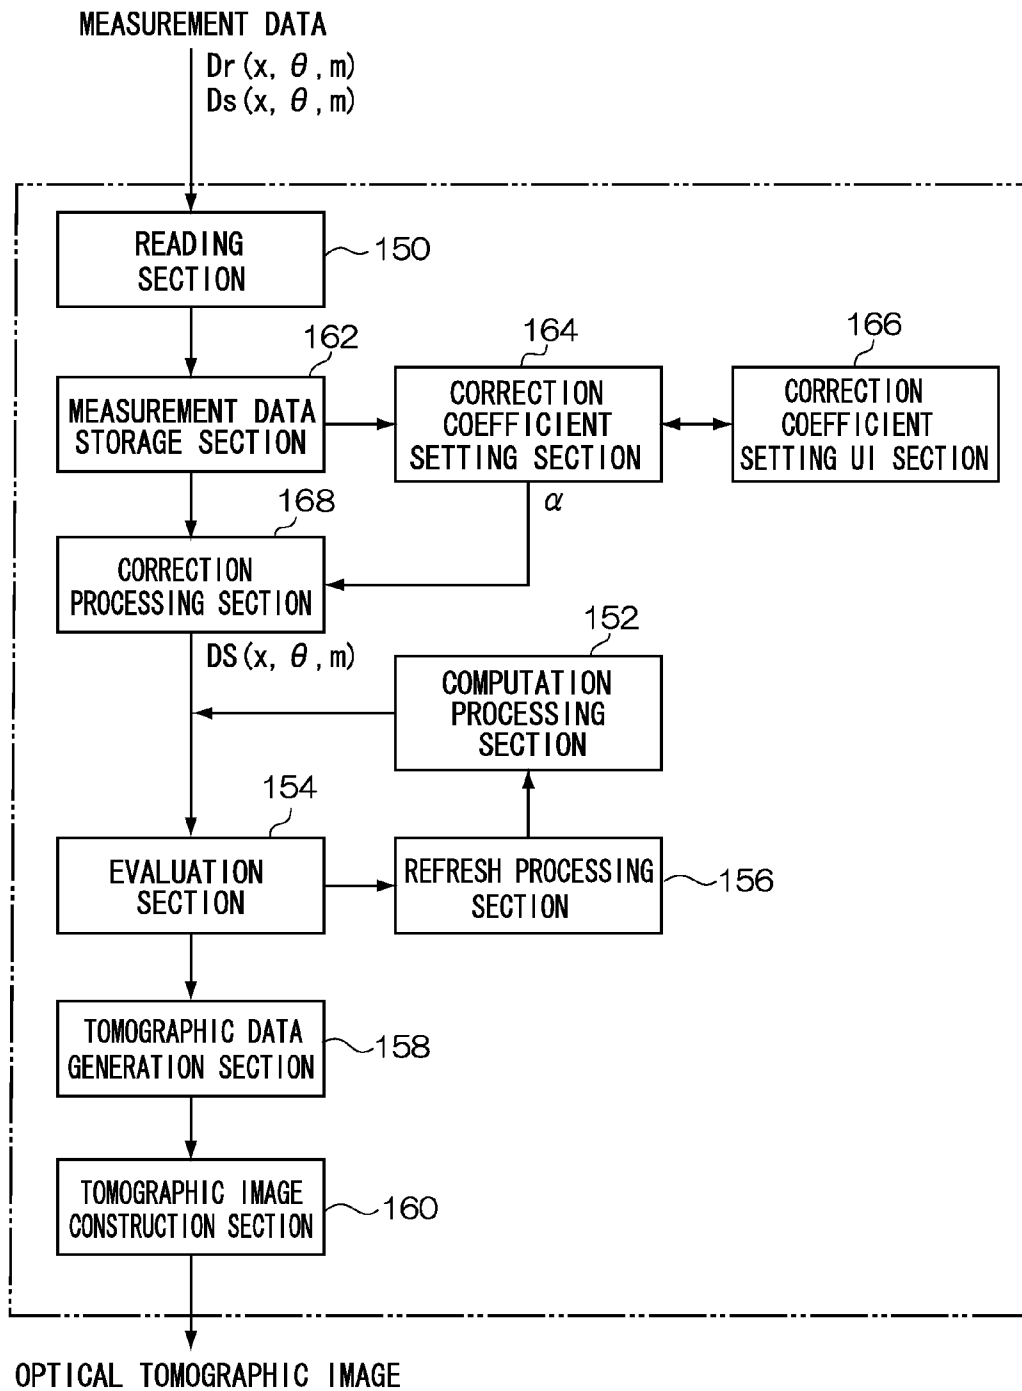 MEASUREMENT DATA
Dr(x, θ, m)
Ds(x, θ, m)
READING
SECTION
150
162
164
166
MEASUREMENT DATA
STORAGE SECTION
CORRECTION
COEFFICIENT
SETTING SECTION
CORRECTION
COEFFICIENT
SETTING UI SECTION
α
168
CORRECTION
PROCESSING SECTION
DS(x, θ, m)
152
COMPUTATION
PROCESSING
SECTION
154
EVALUATION
SECTION
REFRESH PROCESSING
SECTION
156
TOMOGRAPHIC DATA
GENERATION SECTION
158
TOMOGRAPHIC IMAGE
CONSTRUCTION SECTION
160
OPTICAL TOMOGRAPHIC IMAGE